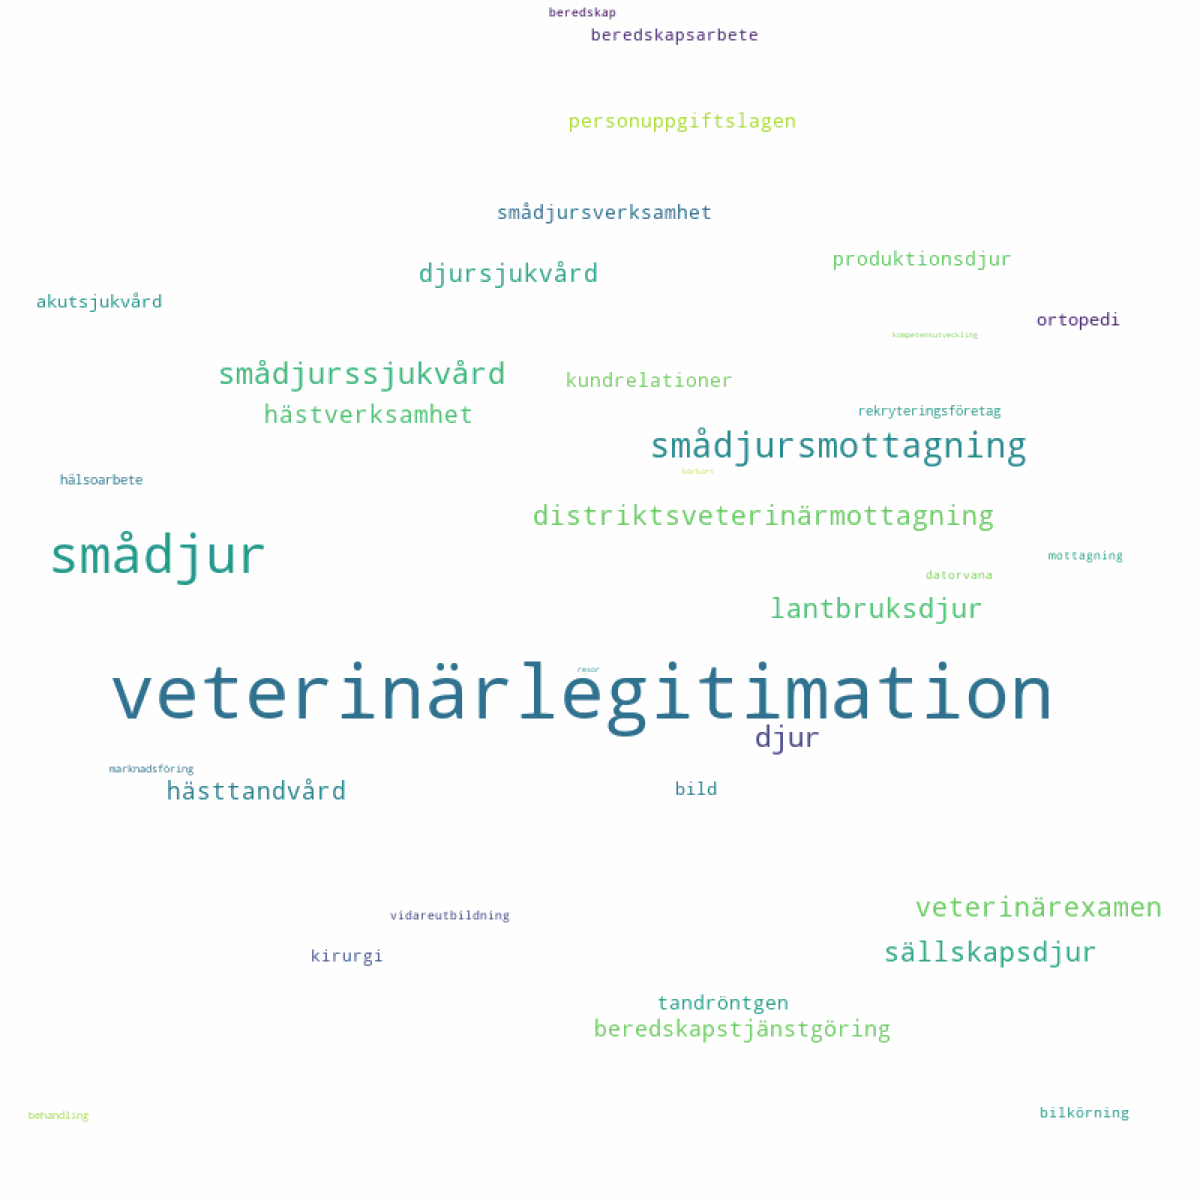 beredskap
beredskapsarbete
personuppgiftslagen
smådjursverksamhet
produktionsdjur
djursjukvård
akutsjukvård
ortopedi
kompetensutveckling
smådjurssjukvård
kundrelationer
rekryteringsföretag
hästverksamhet
smådjursmottagning
hälsoarbete
distriktsveterinärmottagning
smådjur
mottagning
datorvana
lantbruksdjur
resor
veterinärlegitimation
djur
marknadsföring
hästtandvård
bild
veterinärexamen
vidareutbildning
sällskapsdjur
kirurgi
tandröntgen
beredskapstjänstgöring
bilkörning
behandling